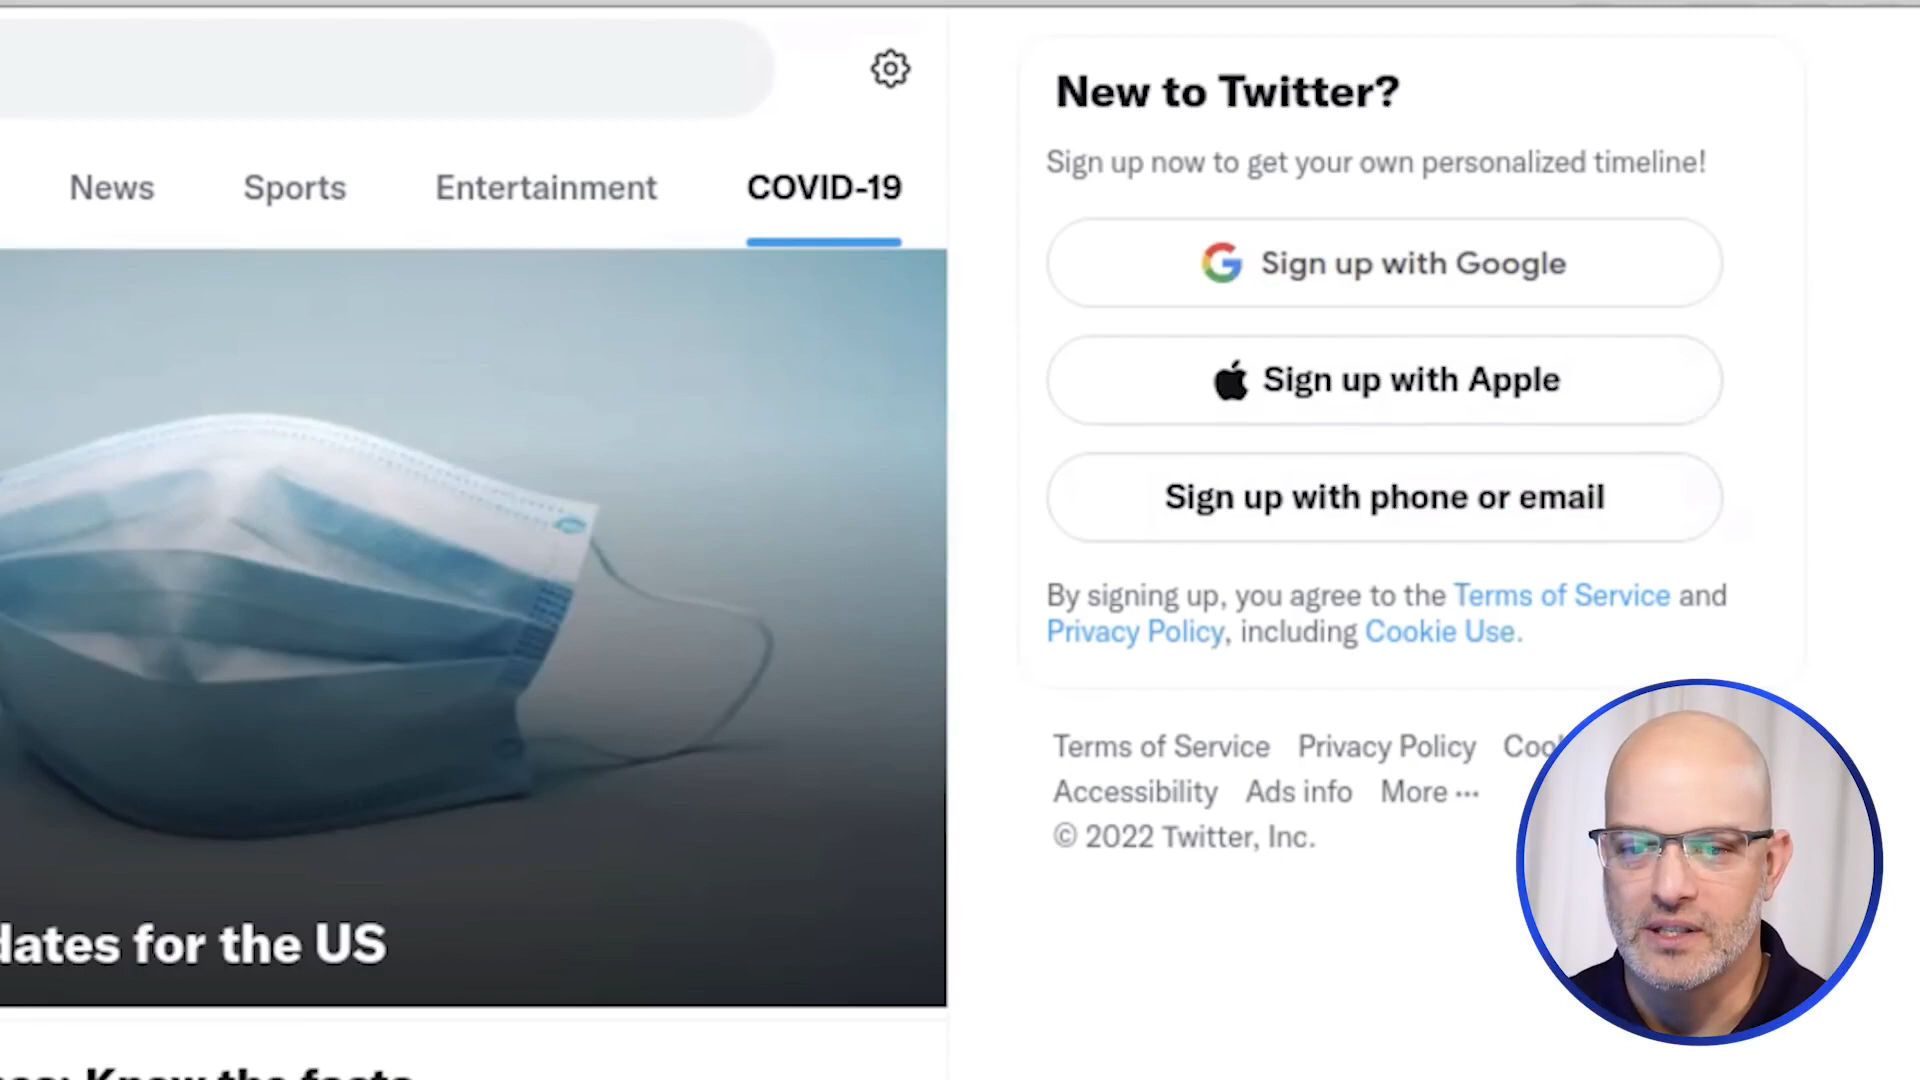 News Sports Entertainment COVID-19
for the US
the facts
New to Twitter?
Sign up now to get your own personalized timeline!
Sign up with Google
Sign up with Apple
Sign up with phone or email
By signing up, you agree to the Terms of Service and
Privacy Policy, including Cookie Use.
Terms of Service Privacy Policy
Accessibility Ads info More ···
© 2022 Twitter, Inc.